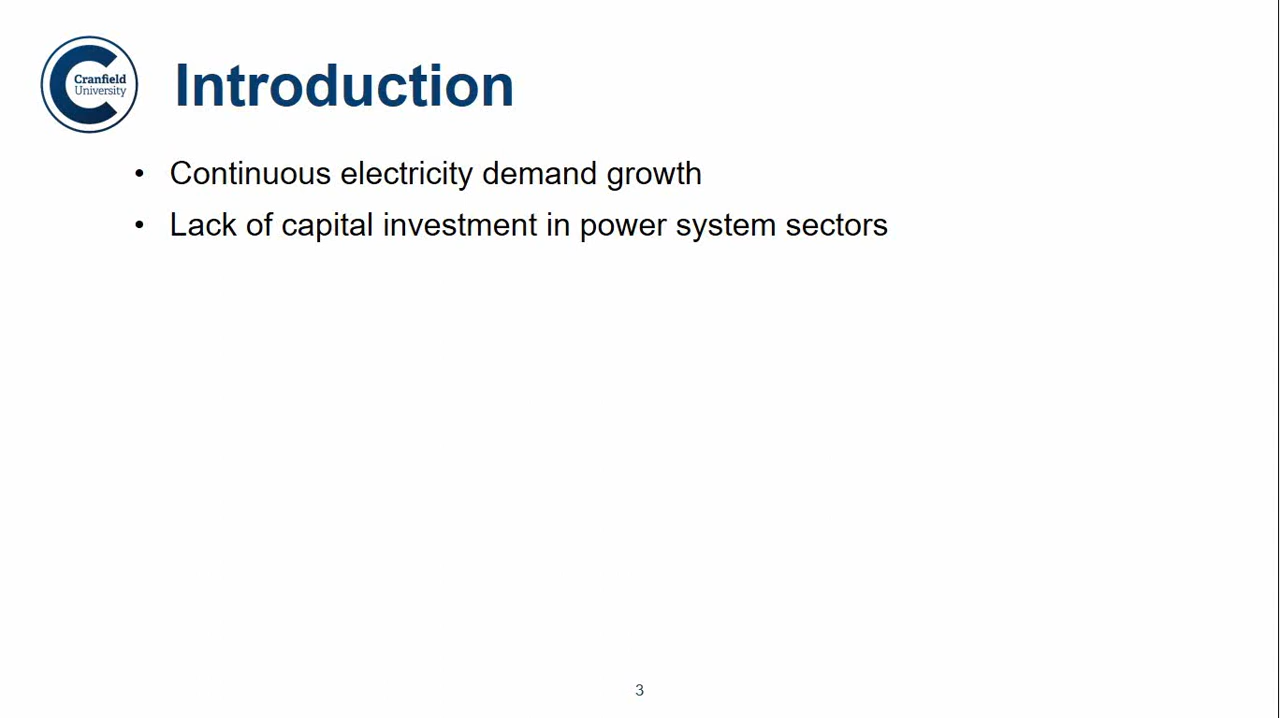 Cranfield
University
Introduction
• Continuous electricity demand growth
• Lack of capital investment in power system sectors
3